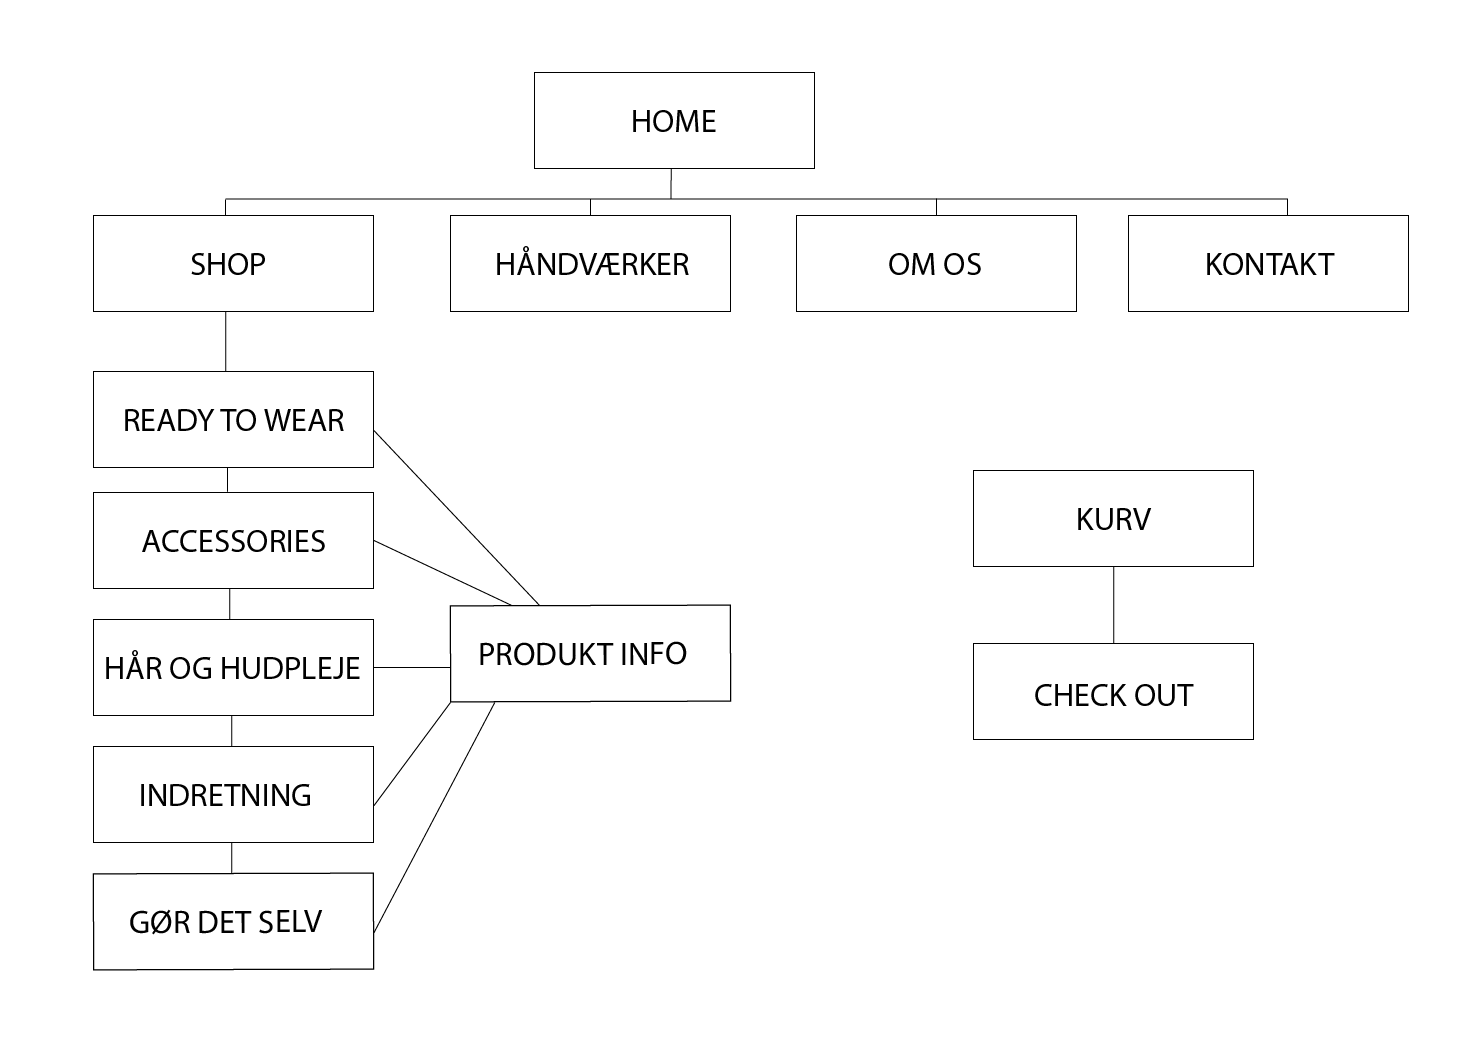 HOME
SHOP
HÅNDVÆRKER
OM OS
KONTAKT
READY TO WEAR
ACCESSORIES
HÅR OG HUDPLEJE
INDRETNING
GØR DET SELV
PRODUKT INFO
KURV
CHECK OUT